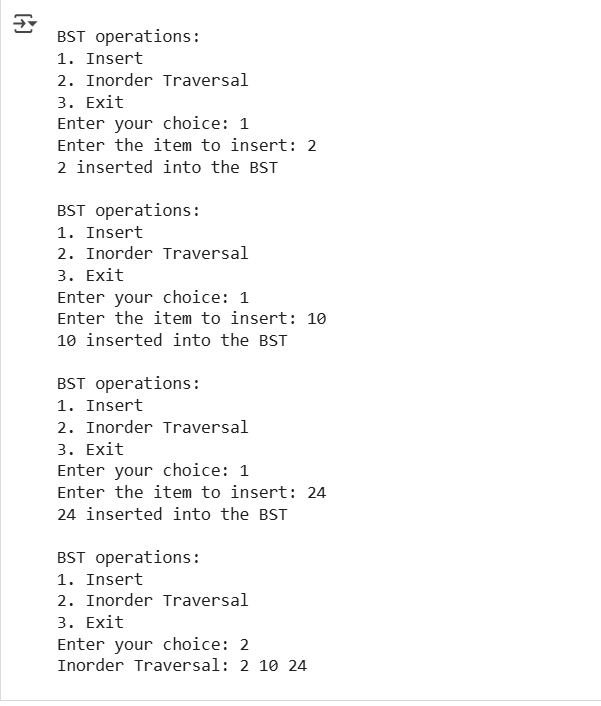 BST operations:
1. Insert
2. Inorder Traversal
3. Exit
Enter your choice: 1
Enter the item to insert: 2
2 inserted into the BST
BST operations:
1. Insert
2. Inorder Traversal
3. Exit
Enter your choice: 1
Enter the item to insert: 10
10 inserted into the BST
BST operations:
1. Insert
2. Inorder Traversal
3. Exit
Enter your choice: 1
Enter the item to insert: 24
24 inserted into the BST
BST operations:
1. Insert
2. Inorder Traversal
3. Exit
Enter your choice: 2
Inorder Traversal: 2 10 24